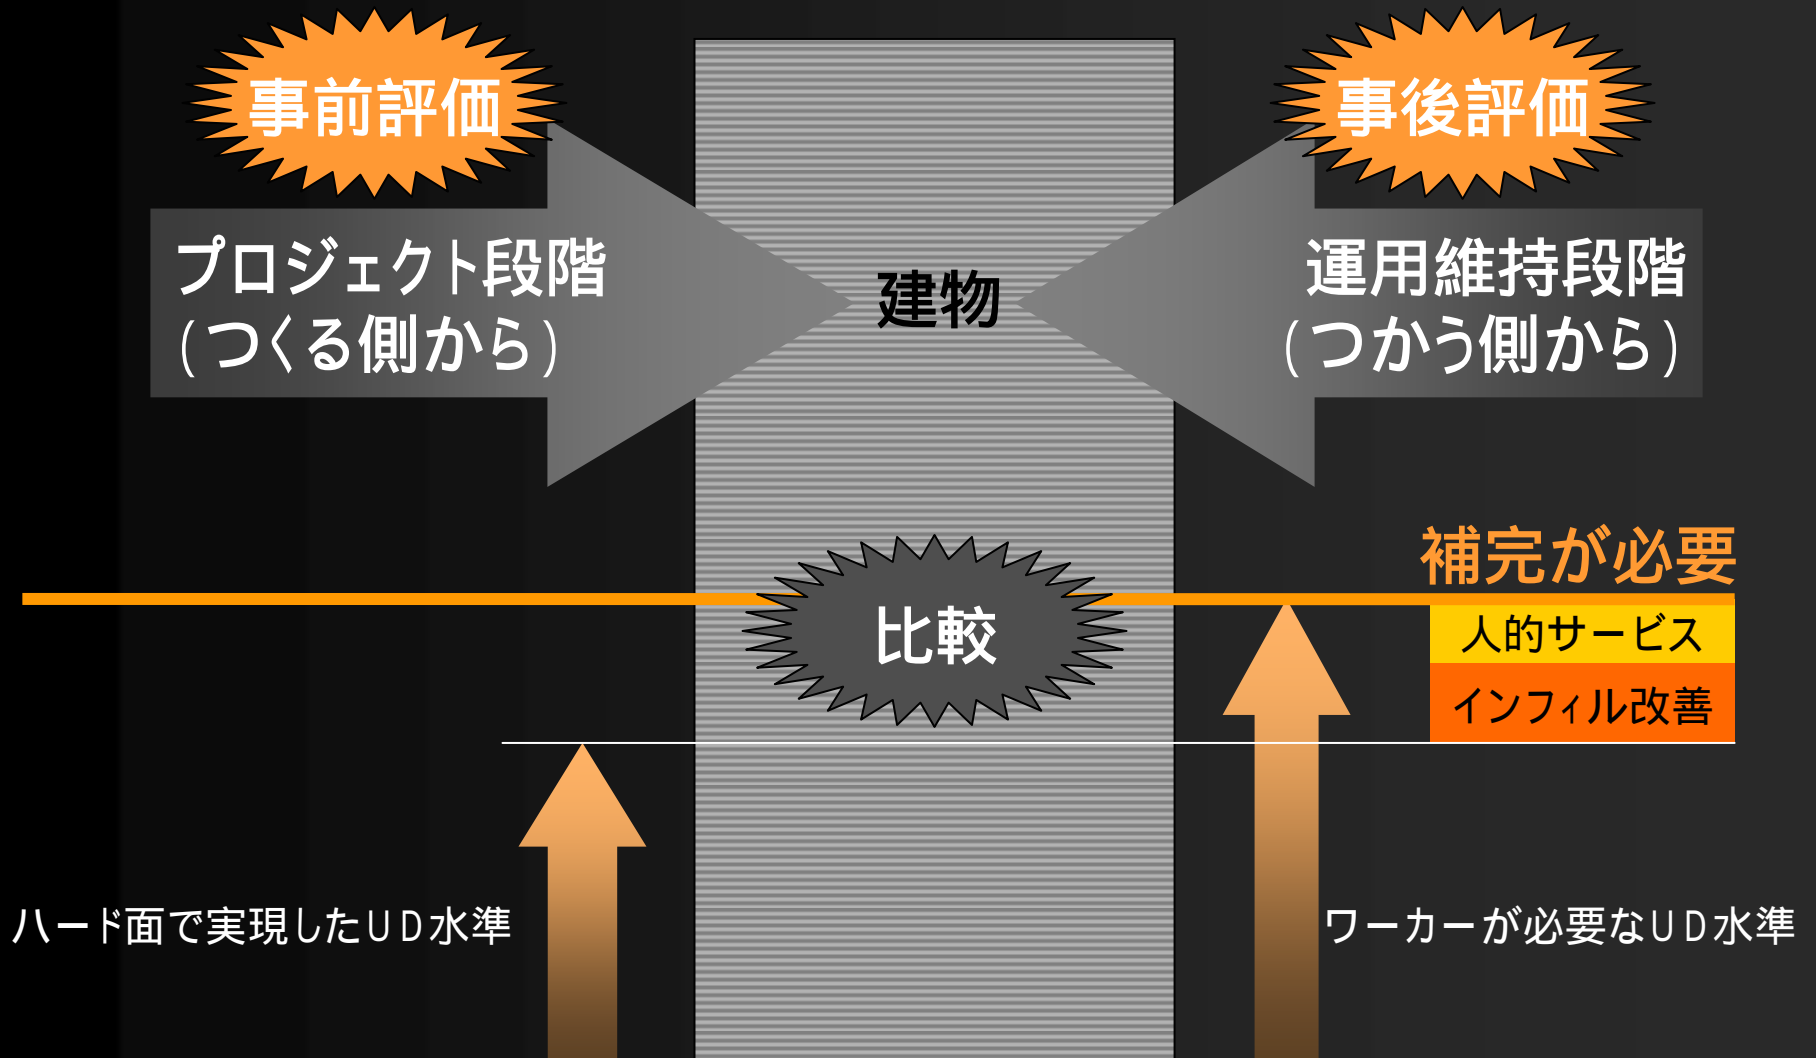 事前評価
事後評価
プロジェクト段階
(つくる側から)
建物
運用維持段階
(つかう側から)
補完が必要
比較
人的サービス
インフィル改善
ハード面で実現したＵＤ水準
ワーカーが必要なＵＤ水準